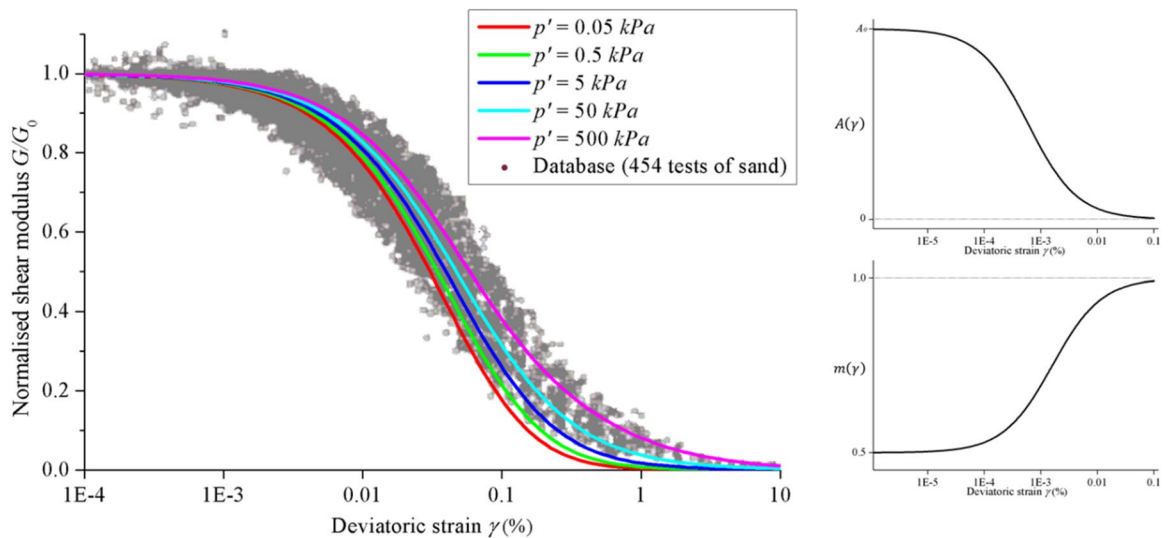 p′ = 0.05 kPa
p′ = 0.5 kPa
p′ = 5 kPa
p′ = 50 kPa
p′ = 500 kPa
Database (454 tests of sand)
Normalised shear modulus G/G₀
1.0
0.8
0.6
0.4
0.2
0.0
1E-4 1E-3 0.01 0.1 1 10
Deviatoric strain γ (%)
A₀
A(γ)
0
1E-5 1E-4 1E-3 0.01 0.1
Deviatoric strain γ (%)
1.0
m(γ)
0.5
1E-5 1E-4 1E-3 0.01 0.1
Deviatoric strain γ (%)